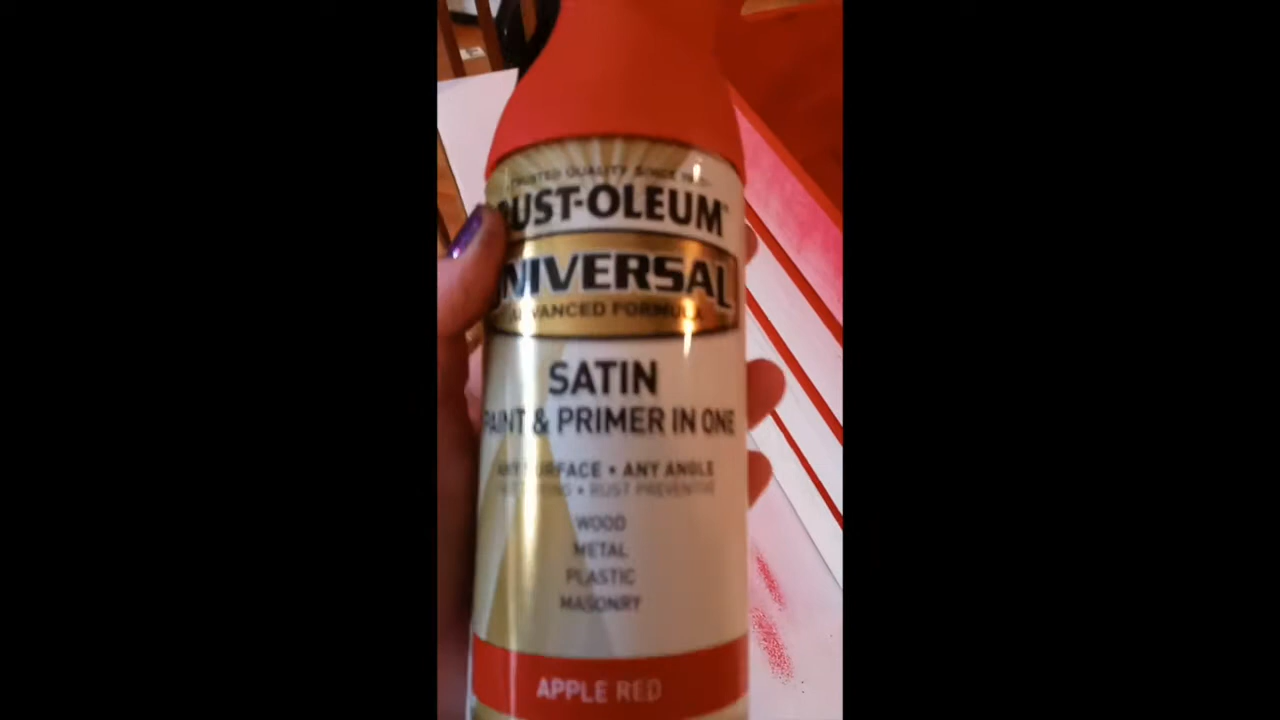 TRUSTED QUALITY SINCE
RUST-OLEUM
UNIVERSAL
ADVANCED FORMULA
SATIN
PAINT & PRIMER IN ONE
ANY SURFACE • ANY ANGLE
• RUST PREVENTIVE
WOOD
METAL
PLASTIC
MASONRY
APPLE RED